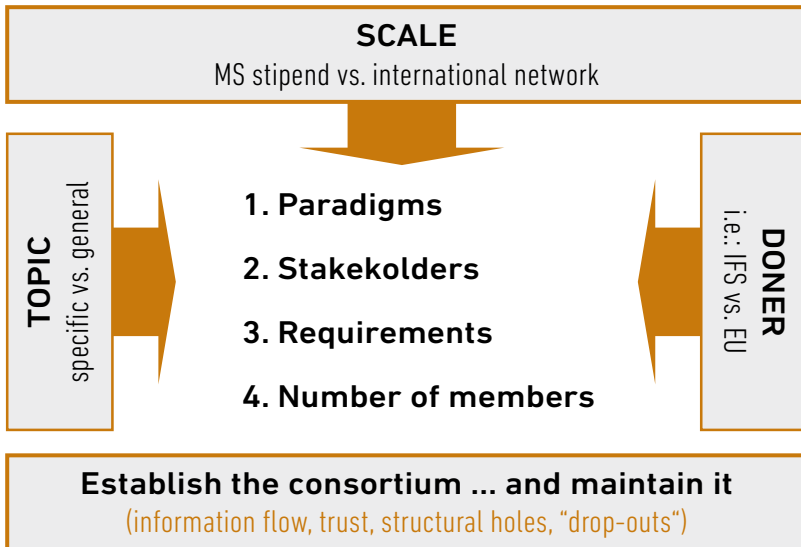 SCALE
MS stipend vs. international network
TOPIC
specific vs. general
1. Paradigms
2. Stakekolders
3. Requirements
4. Number of members
DONER
i.e.: IFS vs. EU
Establish the consortium ... and maintain it
(information flow, trust, structural holes, “drop-outs“)